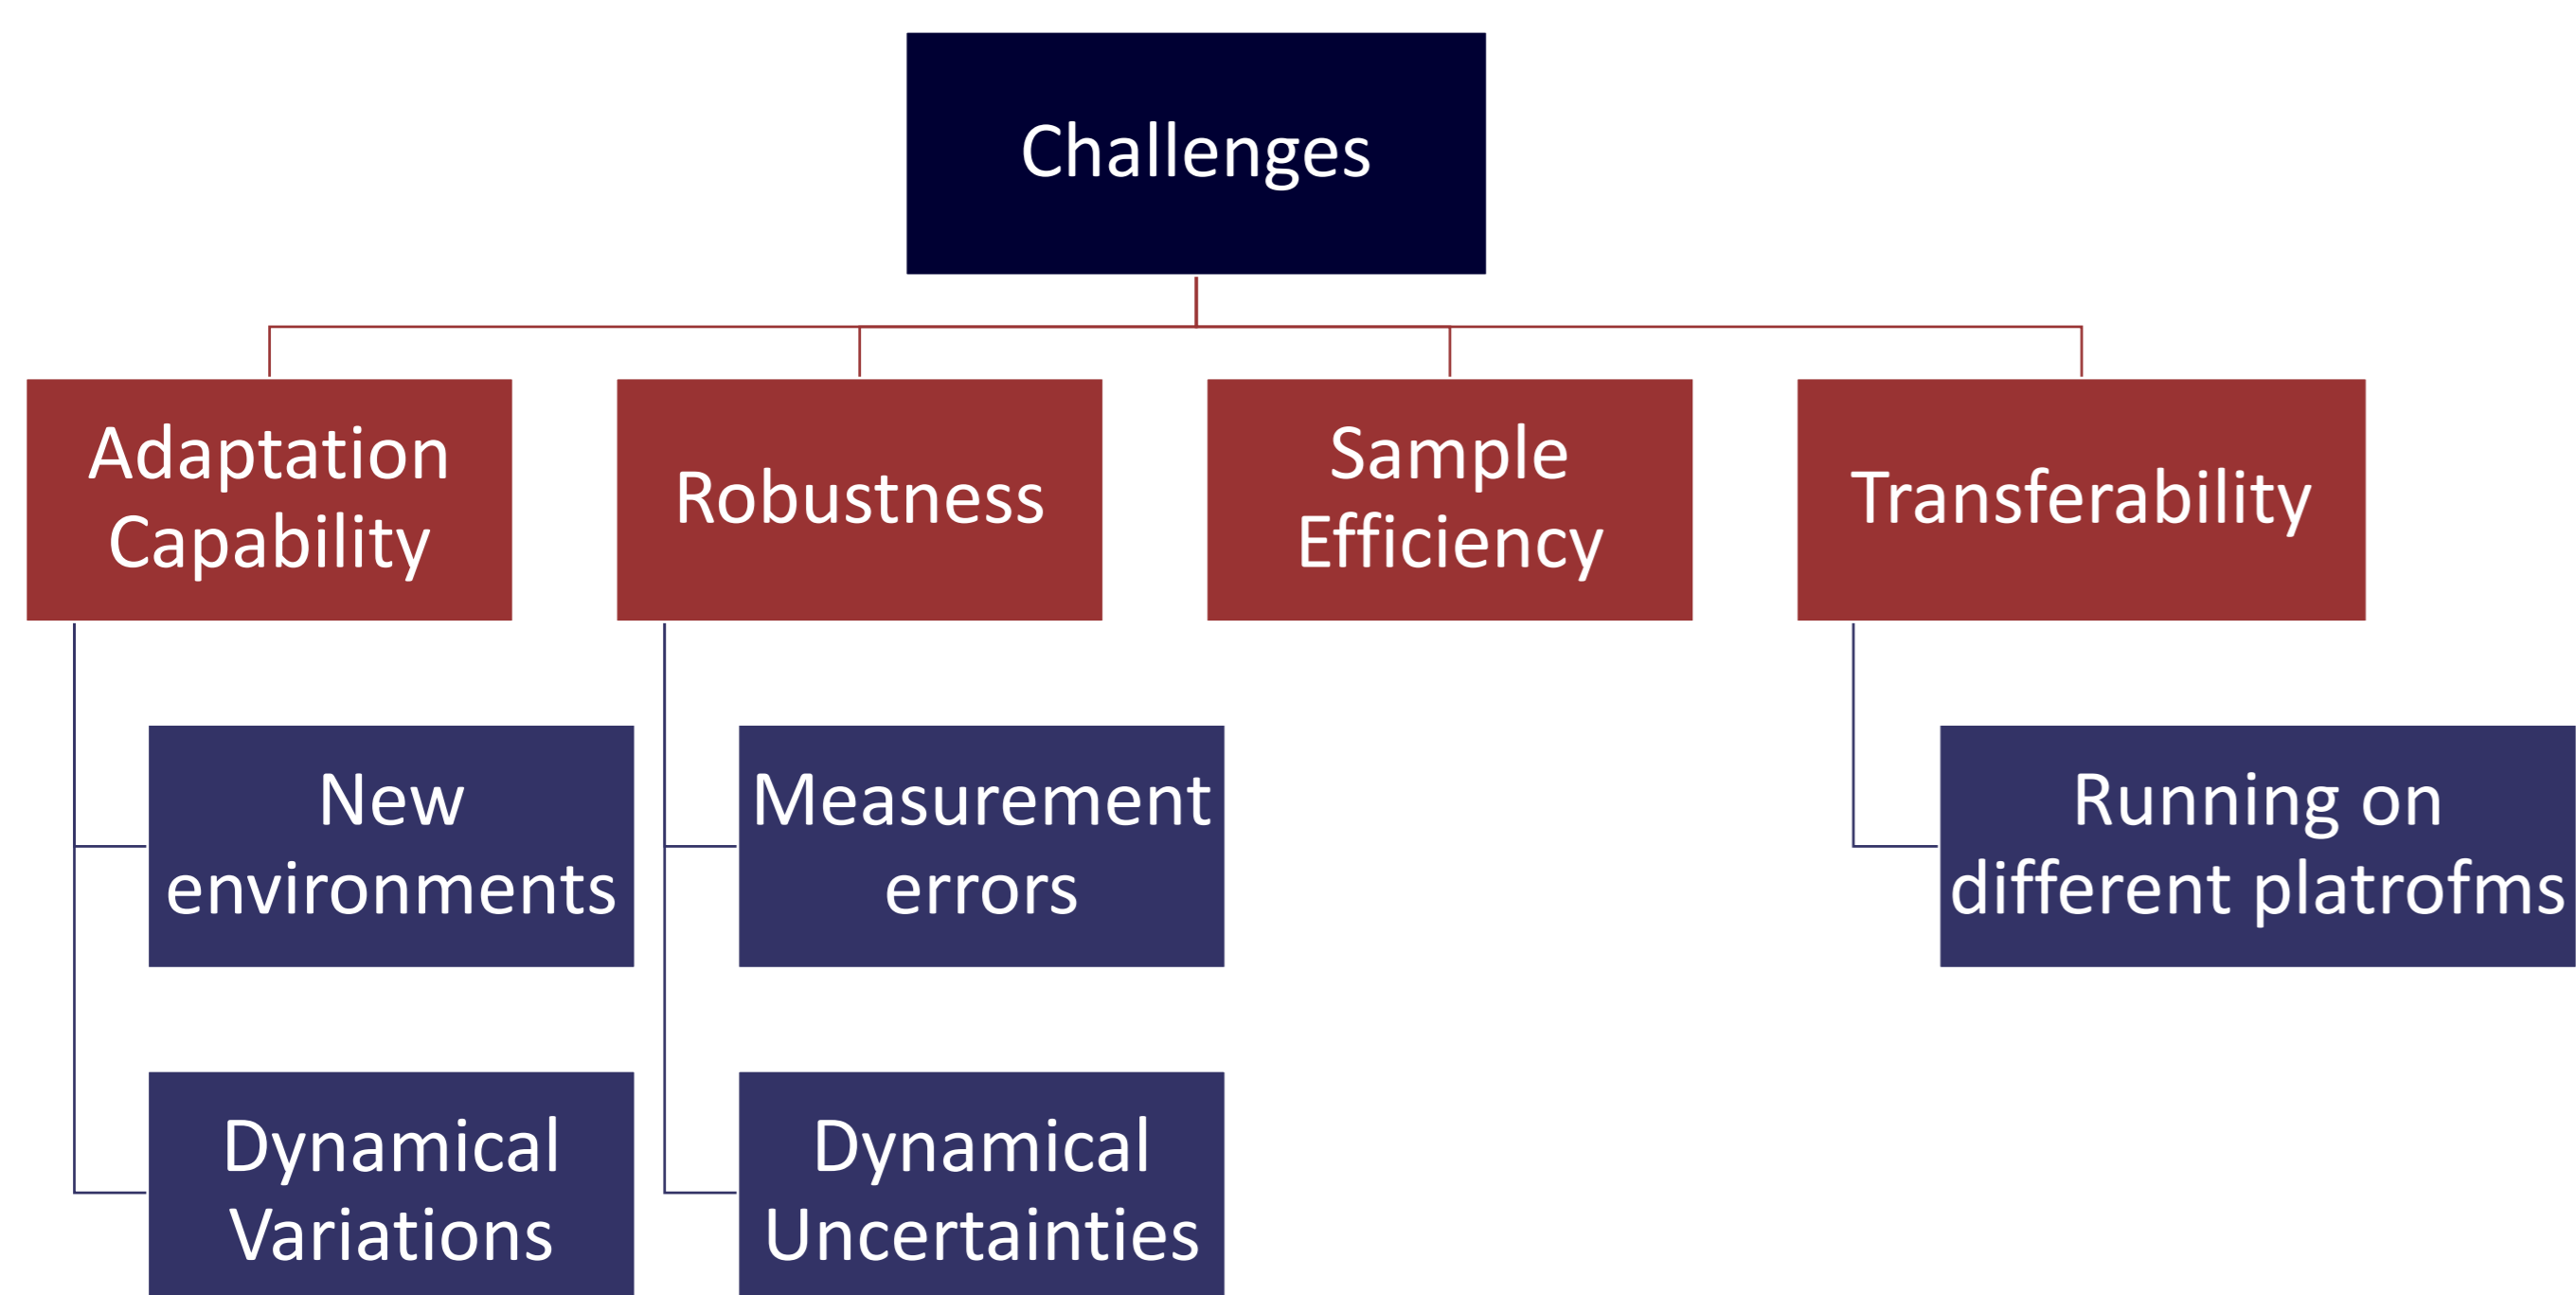 Challenges
Adaptation
Capability
Robustness
Sample
Efficiency
Transferability
New
environments
Measurement
errors
Running on
different platrofms
Dynamical
Variations
Dynamical
Uncertainties